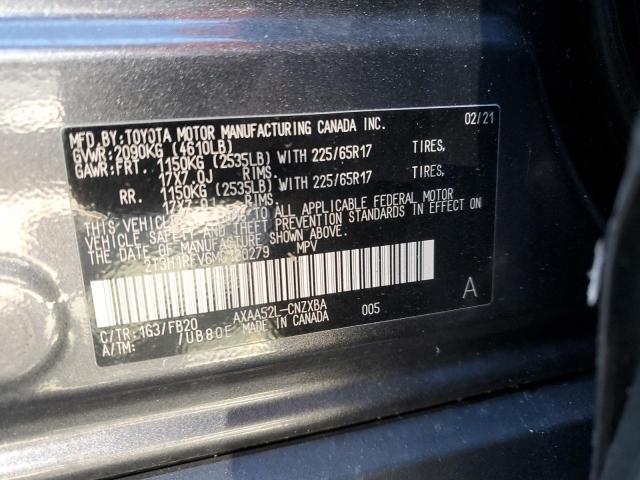 MFD. BY: TOYOTA MOTOR MANUFACTURING CANADA INC. 02/21
GVWR: 2090KG (4610LB)
GAWR: FRT. 1150KG (2535LB) WITH 225/65R17 TIRES,
17X7.0J RIMS.
RR. 1150KG (2535LB) WITH 225/65R17 TIRES,
RIMS.
THIS VEHICLE TO ALL APPLICABLE FEDERAL MOTOR
VEHICLE SAFETY AND THEFT PREVENTION STANDARDS IN EFFECT ON
THE DATE OF MANUFACTURE SHOWN ABOVE.
MPV
C/TR: 1G3/FB20 AXAA52L-CNZXBA 005 A
A/TM: /UB80E MADE IN CANADA